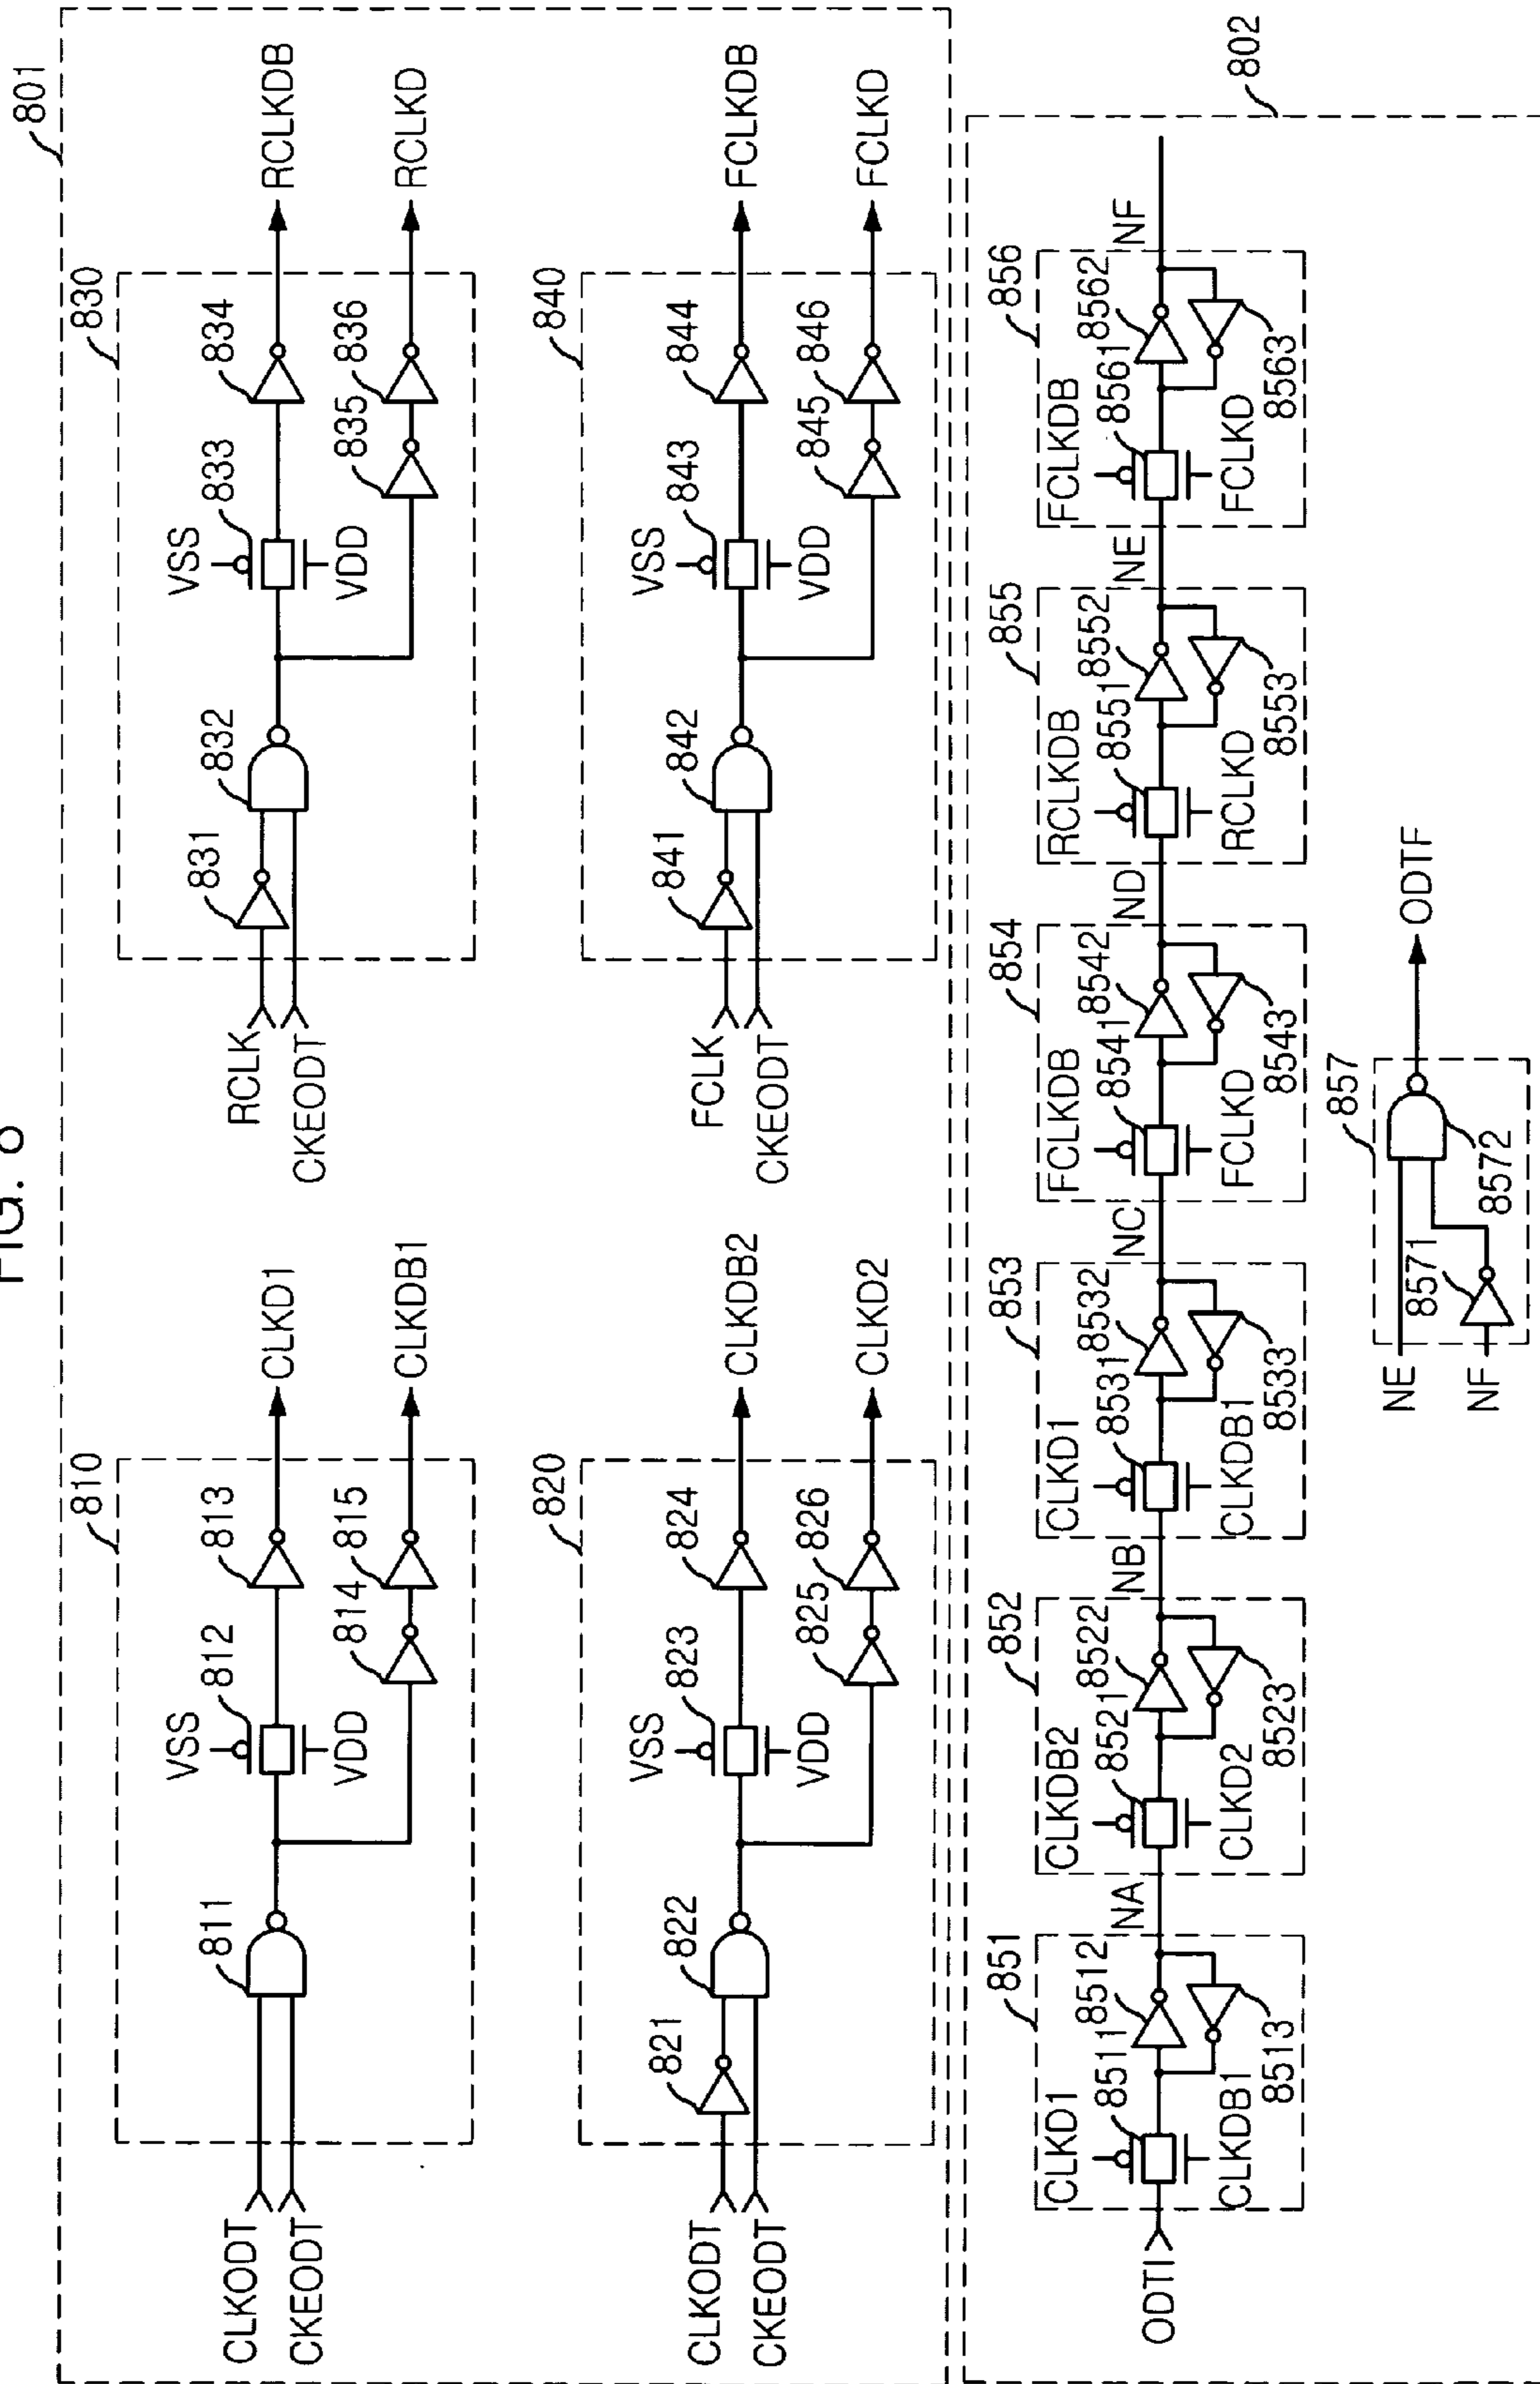 FIG. 8
801
810
CLKODT
CKEODT
811
VSS
812
VDD
813
814
815
CLKD1
CLKDB1
830
RCLK
CKEODT
831
832
VSS
833
VDD
834
835
836
RCLKDB
RCLKD
820
CLKODT
CKEODT
821
822
VSS
823
VDD
824
825
826
CLKDB2
CLKD2
840
FCLK
CKEODT
841
842
VSS
843
VDD
844
845
846
FCLKDB
FCLKD
802
ODTI
851
CLKD1
8511
8512
CLKDB1
8513
NA
852
CLKDB2
8521
8522
CLKD2
8523
NB
853
CLKD1
8531
8532
CLKDB1
8533
NC
854
FCLKDB
8541
8542
FCLKD
8543
ND
855
RCLKDB
8551
8552
RCLKD
8553
NE
856
FCLKDB
8561
8562
FCLKD
8563
NF
857
NE
NF
8571
8572
ODTF